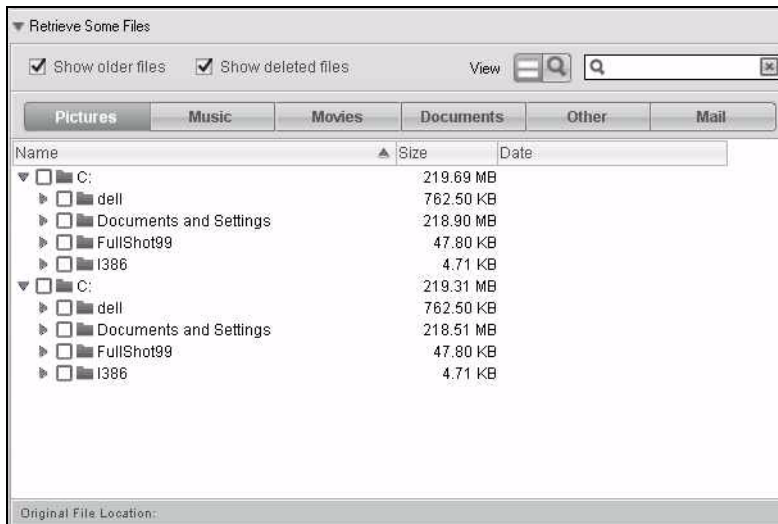 Retrieve Some Files
Show older files Show deleted files View
Pictures Music Movies Documents Other Mail
Name Size Date
C: 219.69 MB
dell 762.50 KB
Documents and Settings 218.90 MB
FullShot99 47.80 KB
I386 4.71 KB
C: 219.31 MB
dell 762.50 KB
Documents and Settings 218.51 MB
FullShot99 47.80 KB
I386 4.71 KB
Original File Location: